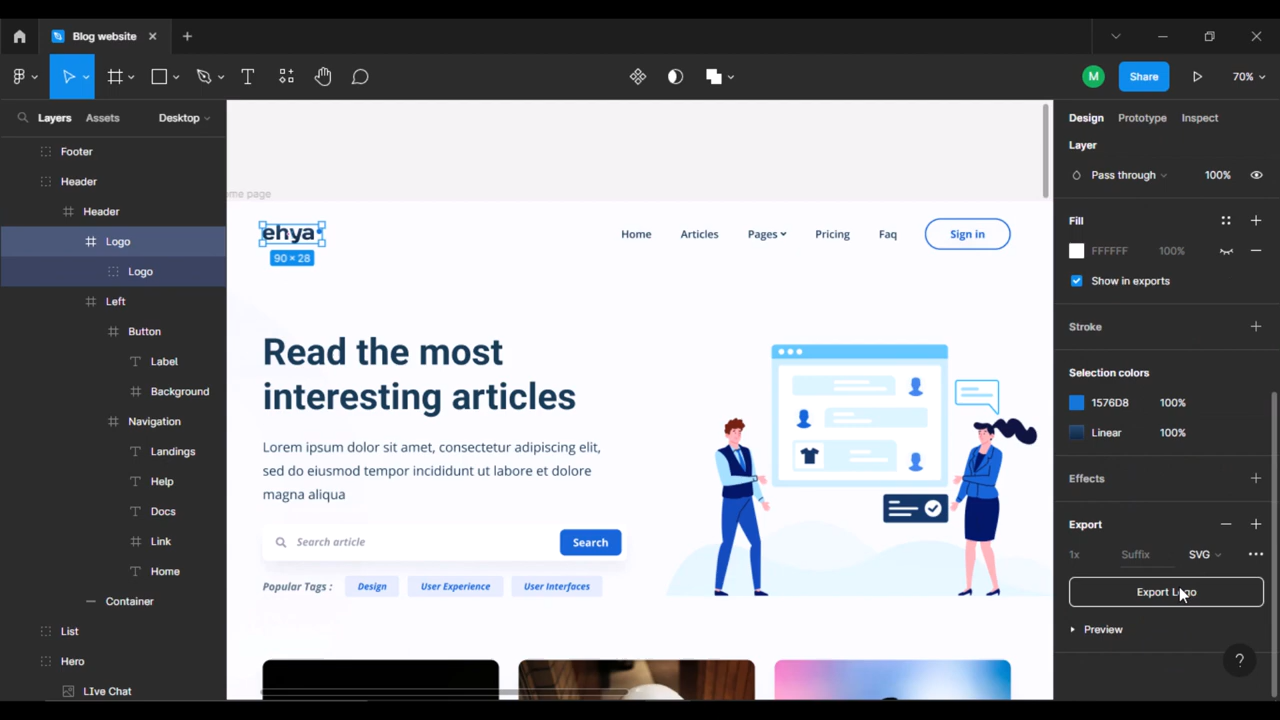 Blog website
M
Share
70%
Layers
Assets
Desktop
Footer
Header
Header
Logo
Logo
Left
Button
Label
Background
Navigation
Landings
Help
Docs
Link
Home
Container
List
Hero
LIve Chat
me page
ehya
90 × 28
Home
Articles
Pages
Pricing
Faq
Sign in
Read the most
interesting articles
Lorem ipsum dolor sit amet, consectetur adipiscing elit,
sed do eiusmod tempor incididunt ut labore et dolore
magna aliqua
Search article
Search
Popular Tags :
Design
User Experience
User Interfaces
Design
Prototype
Inspect
Layer
Pass through
100%
Fill
FFFFFF
100%
Show in exports
Stroke
Selection colors
1576D8
100%
Linear
100%
Effects
Export
1x
Suffix
SVG
Export Logo
Preview
?